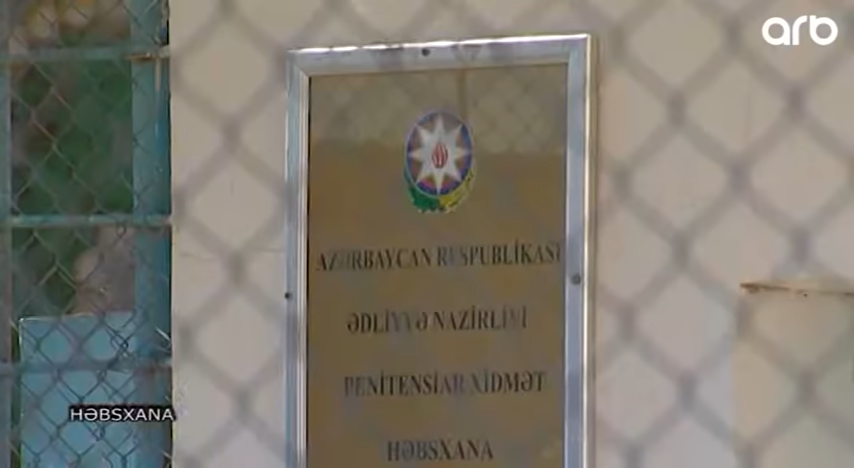 arb
AZƏRBAYCAN RESPUBLİKASI
ƏDLİYYƏ NAZİRLİYİ
PENİTENSİAR XİDMƏT
HƏBSXANA
HƏBSXANA